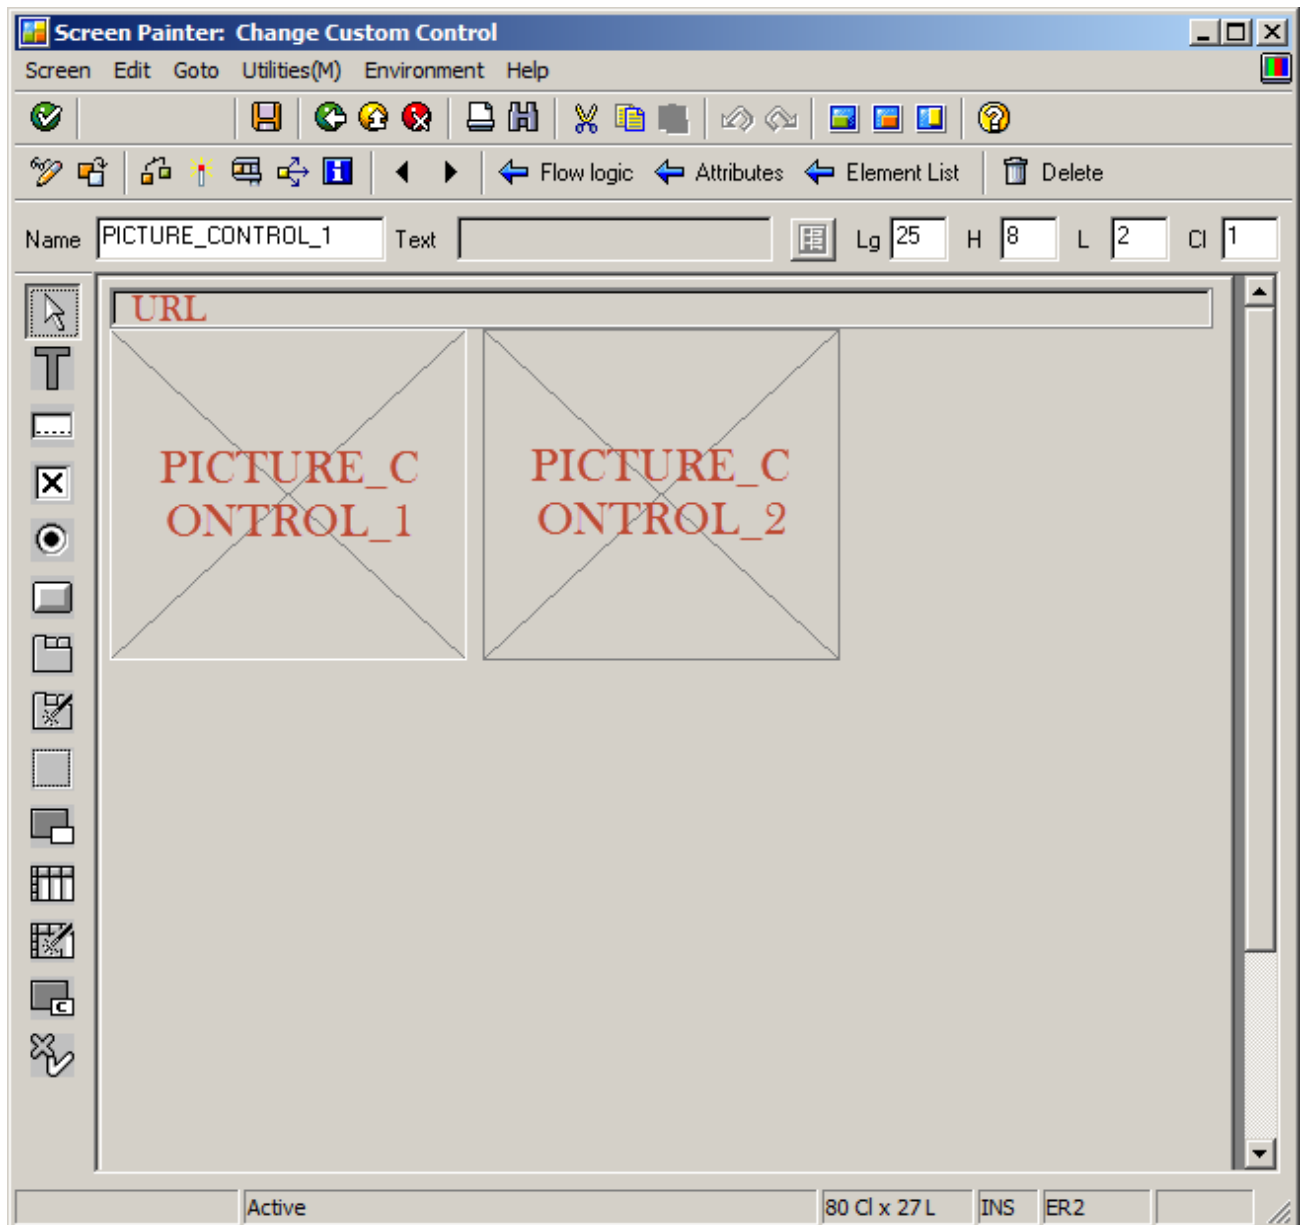 Screen Painter: Change Custom Control
Screen Edit Goto Utilities(M) Environment Help
Flow logic Attributes Element List Delete
Name PICTURE_CONTROL_1 Text Lg 25 H 8 L 2 Cl 1
URL
PICTURE_C
ONTROL_1
PICTURE_C
ONTROL_2
Active 80 Cl x 27 L INS ER2